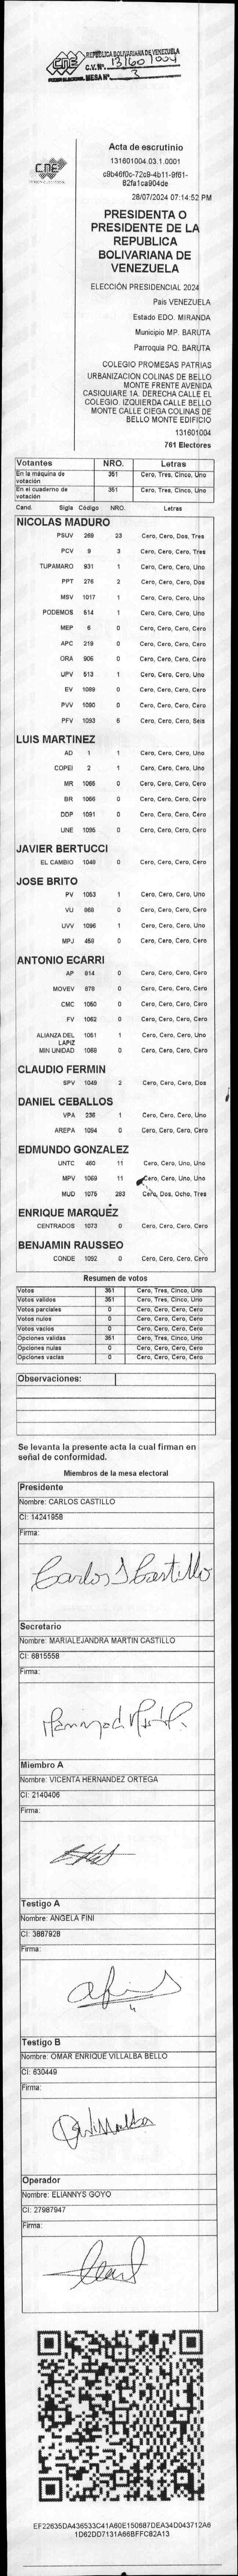 REPÚBLICA BOLIVARIANA DE VENEZUELA
CNE
C.V. Nº. 131601004
PODER ELECTORAL MESA Nº. 3
CNE
Acta de escrutinio
131601004.03.1.0001
28/07/2024 07:14:52 PM
PRESIDENTA O
PRESIDENTE DE LA
REPUBLICA
BOLIVARIANA DE
VENEZUELA
ELECCIÓN PRESIDENCIAL 2024
Pais VENEZUELA
Estado EDO. MIRANDA
Municipio MP. BARUTA
Parroquia PQ. BARUTA
COLEGIO PROMESAS PATRIAS
URBANIZACION COLINAS DE BELLO
MONTE FRENTE AVENIDA
CASIQUIARE 1A. DERECHA CALLE EL
COLEGIO. IZQUIERDA CALLE BELLO
MONTE CALLE CIEGA COLINAS DE
BELLO MONTE EDIFICIO
131601004
761 Electores
Votantes NRO. Letras
En la máquina de votación 351 Cero, Tres, Cinco, Uno
En el cuaderno de votación 351 Cero, Tres, Cinco, Uno
Cand. Sigla Código NRO. Letras
NICOLAS MADURO
PSUV 269 23 Cero, Cero, Dos, Tres
PCV 9 3 Cero, Cero, Cero, Tres
TUPAMARO 931 1 Cero, Cero, Cero, Uno
PPT 276 2 Cero, Cero, Cero, Dos
MSV 1017 1 Cero, Cero, Cero, Uno
PODEMOS 514 1 Cero, Cero, Cero, Uno
MEP 6 0 Cero, Cero, Cero, Cero
APC 219 0 Cero, Cero, Cero, Cero
ORA 906 0 Cero, Cero, Cero, Cero
UPV 513 1 Cero, Cero, Cero, Uno
EV 1089 0 Cero, Cero, Cero, Cero
PVV 1090 0 Cero, Cero, Cero, Cero
PFV 1093 6 Cero, Cero, Cero, Seis
LUIS MARTINEZ
AD 1 1 Cero, Cero, Cero, Uno
COPEI 2 1 Cero, Cero, Cero, Uno
MR 1065 0 Cero, Cero, Cero, Cero
BR 1066 0 Cero, Cero, Cero, Cero
DDP 1091 0 Cero, Cero, Cero, Cero
UNE 1095 0 Cero, Cero, Cero, Cero
JAVIER BERTUCCI
EL CAMBIO 1048 0 Cero, Cero, Cero, Cero
JOSE BRITO
PV 1053 1 Cero, Cero, Cero, Uno
VU 868 0 Cero, Cero, Cero, Cero
UVV 1096 1 Cero, Cero, Cero, Uno
MPJ 458 0 Cero, Cero, Cero, Cero
ANTONIO ECARRI
AP 814 0 Cero, Cero, Cero, Cero
MOVEV 879 0 Cero, Cero, Cero, Cero
CMC 1050 0 Cero, Cero, Cero, Cero
FV 1052 0 Cero, Cero, Cero, Cero
ALIANZA DEL LAPIZ 1051 1 Cero, Cero, Cero, Uno
MIN UNIDAD 1058 0 Cero, Cero, Cero, Cero
CLAUDIO FERMIN
SPV 1049 2 Cero, Cero, Cero, Dos
DANIEL CEBALLOS
VPA 236 1 Cero, Cero, Cero, Uno
AREPA 1094 0 Cero, Cero, Cero, Cero
EDMUNDO GONZALEZ
UNTC 460 11 Cero, Cero, Uno, Uno
MPV 1069 11 Cero, Cero, Uno, Uno
MUD 1075 283 Cero, Dos, Ocho, Tres
ENRIQUE MARQUEZ
CENTRADOS 1073 0 Cero, Cero, Cero, Cero
BENJAMIN RAUSSEO
CONDE 1092 0 Cero, Cero, Cero, Cero
Resumen de votos
Votos 351 Cero, Tres, Cinco, Uno
Votos validos 351 Cero, Tres, Cinco, Uno
Votos parciales 0 Cero, Cero, Cero, Cero
Votos nulos 0 Cero, Cero, Cero, Cero
Votos vacios 0 Cero, Cero, Cero, Cero
Opciones validas 351 Cero, Tres, Cinco, Uno
Opciones nulas 0 Cero, Cero, Cero, Cero
Opciones vacias 0 Cero, Cero, Cero, Cero
Observaciones:
Se levanta la presente acta la cual firman en
señal de conformidad.
Miembros de la mesa electoral
Presidente
Nombre: CARLOS CASTILLO
CI: 14241958
Firma:
Carlos J Castillo
Secretario
Nombre: MARIALEJANDRA MARTIN CASTILLO
CI: 6815558
Firma:
Miembro A
Nombre: VICENTA HERNANDEZ ORTEGA
CI: 2140406
Firma:
Testigo A
Nombre: ANGELA FINI
CI: 3887928
Firma:
Testigo B
Nombre: OMAR ENRIQUE VILLALBA BELLO
CI: 630449
Firma:
Operador
Nombre: ELIANNYS GOYO
CI: 27987947
Firma:
EF22635DA436533C41A60E150687DEA34D043712A6
1D62DD7131A66BFFC82A13